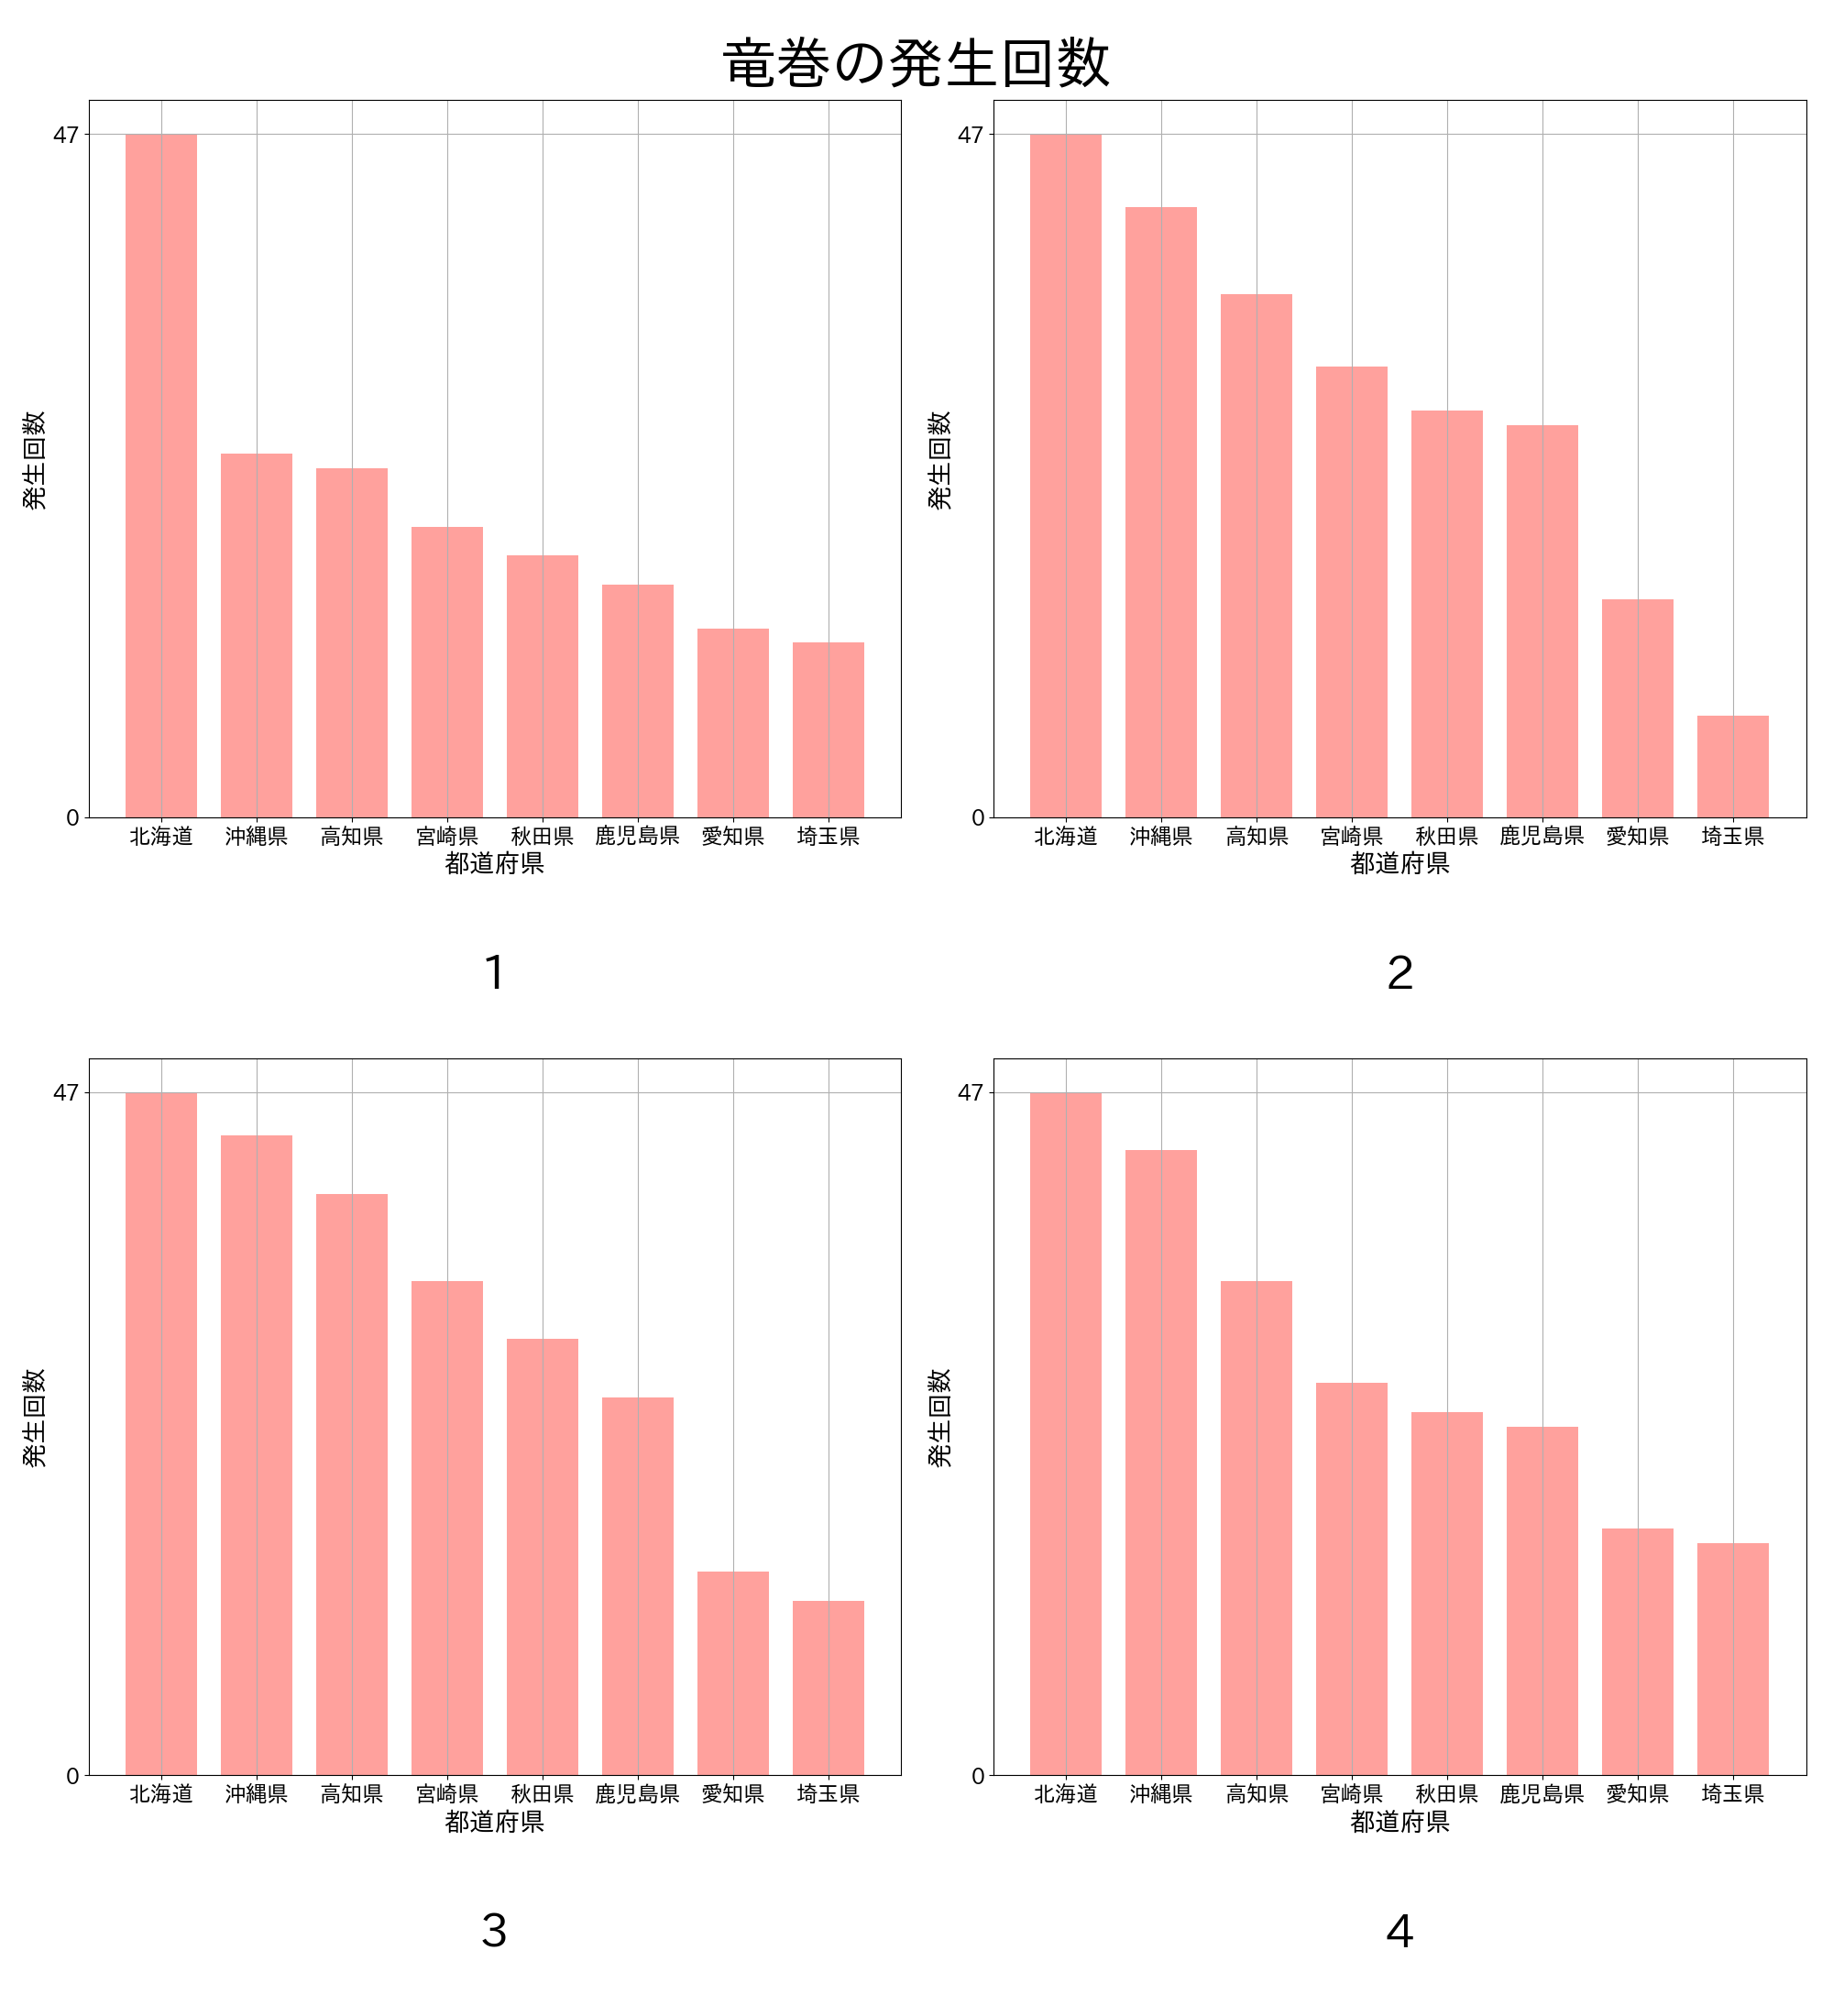 竜巻の発生回数
47
0
発生回数
北海道 沖縄県 高知県 宮崎県 秋田県 鹿児島県 愛知県 埼玉県
都道府県
1
47
0
発生回数
北海道 沖縄県 高知県 宮崎県 秋田県 鹿児島県 愛知県 埼玉県
都道府県
2
47
0
発生回数
北海道 沖縄県 高知県 宮崎県 秋田県 鹿児島県 愛知県 埼玉県
都道府県
3
47
0
発生回数
北海道 沖縄県 高知県 宮崎県 秋田県 鹿児島県 愛知県 埼玉県
都道府県
4